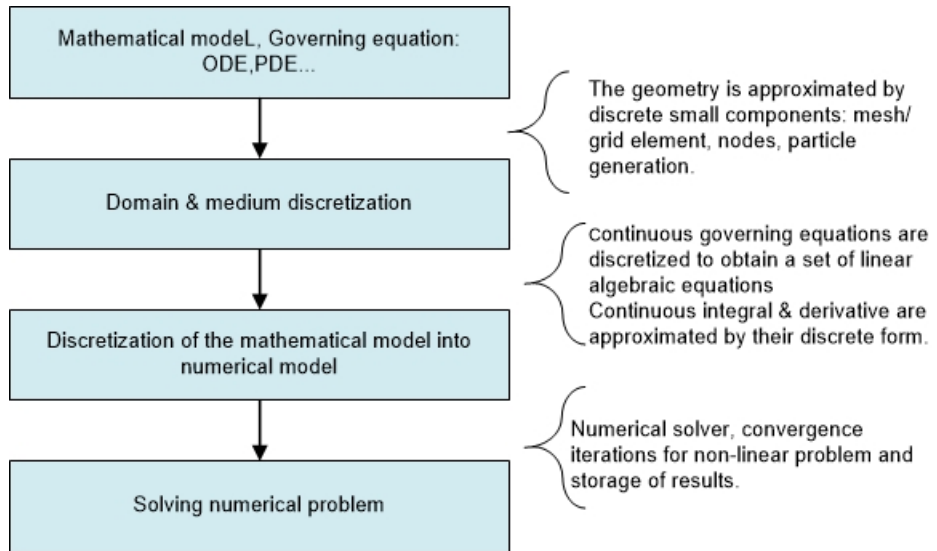 Mathematical modeL, Governing equation:
ODE,PDE...
The geometry is approximated by
discrete small components: mesh/
grid element, nodes, particle
generation.
Domain & medium discretization
Continuous governing equations are
discretized to obtain a set of linear
algebraic equations
Continuous integral & derivative are
approximated by their discrete form.
Discretization of the mathematical model into
numerical model
Numerical solver, convergence
iterations for non-linear problem and
storage of results.
Solving numerical problem